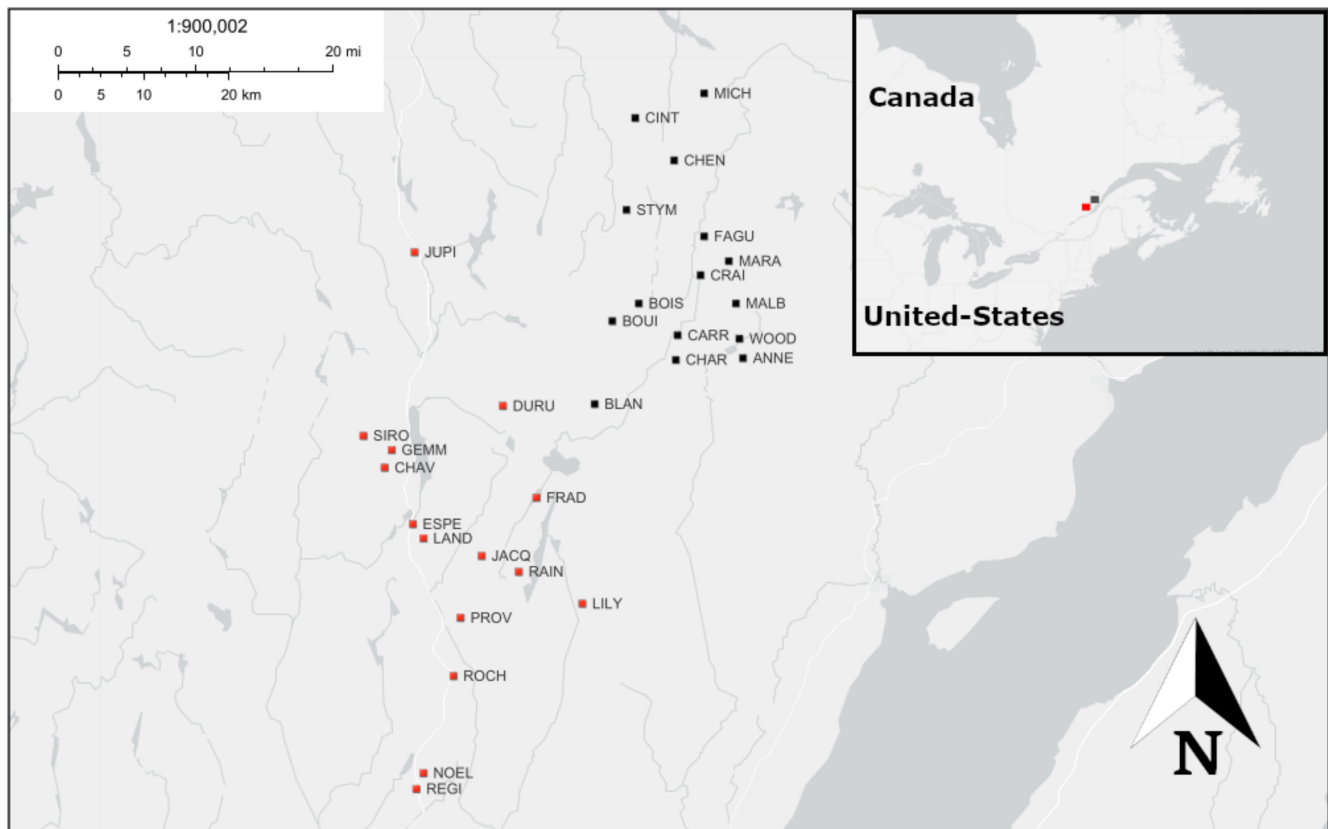 1:900,002
0 5 10 20 mi
0 5 10 20 km
Canada
United-States
MICH
CINT
CHEN
STYM
FAGU
JUPI
MARA
CRAI
BOIS
MALB
BOUI
CARR
WOOD
CHAR
ANNE
BLAN
DURU
SIRO
GEMM
CHAV
FRAD
ESPE
LAND
JACQ
RAIN
LILY
PROV
ROCH
NOEL
REGI
N